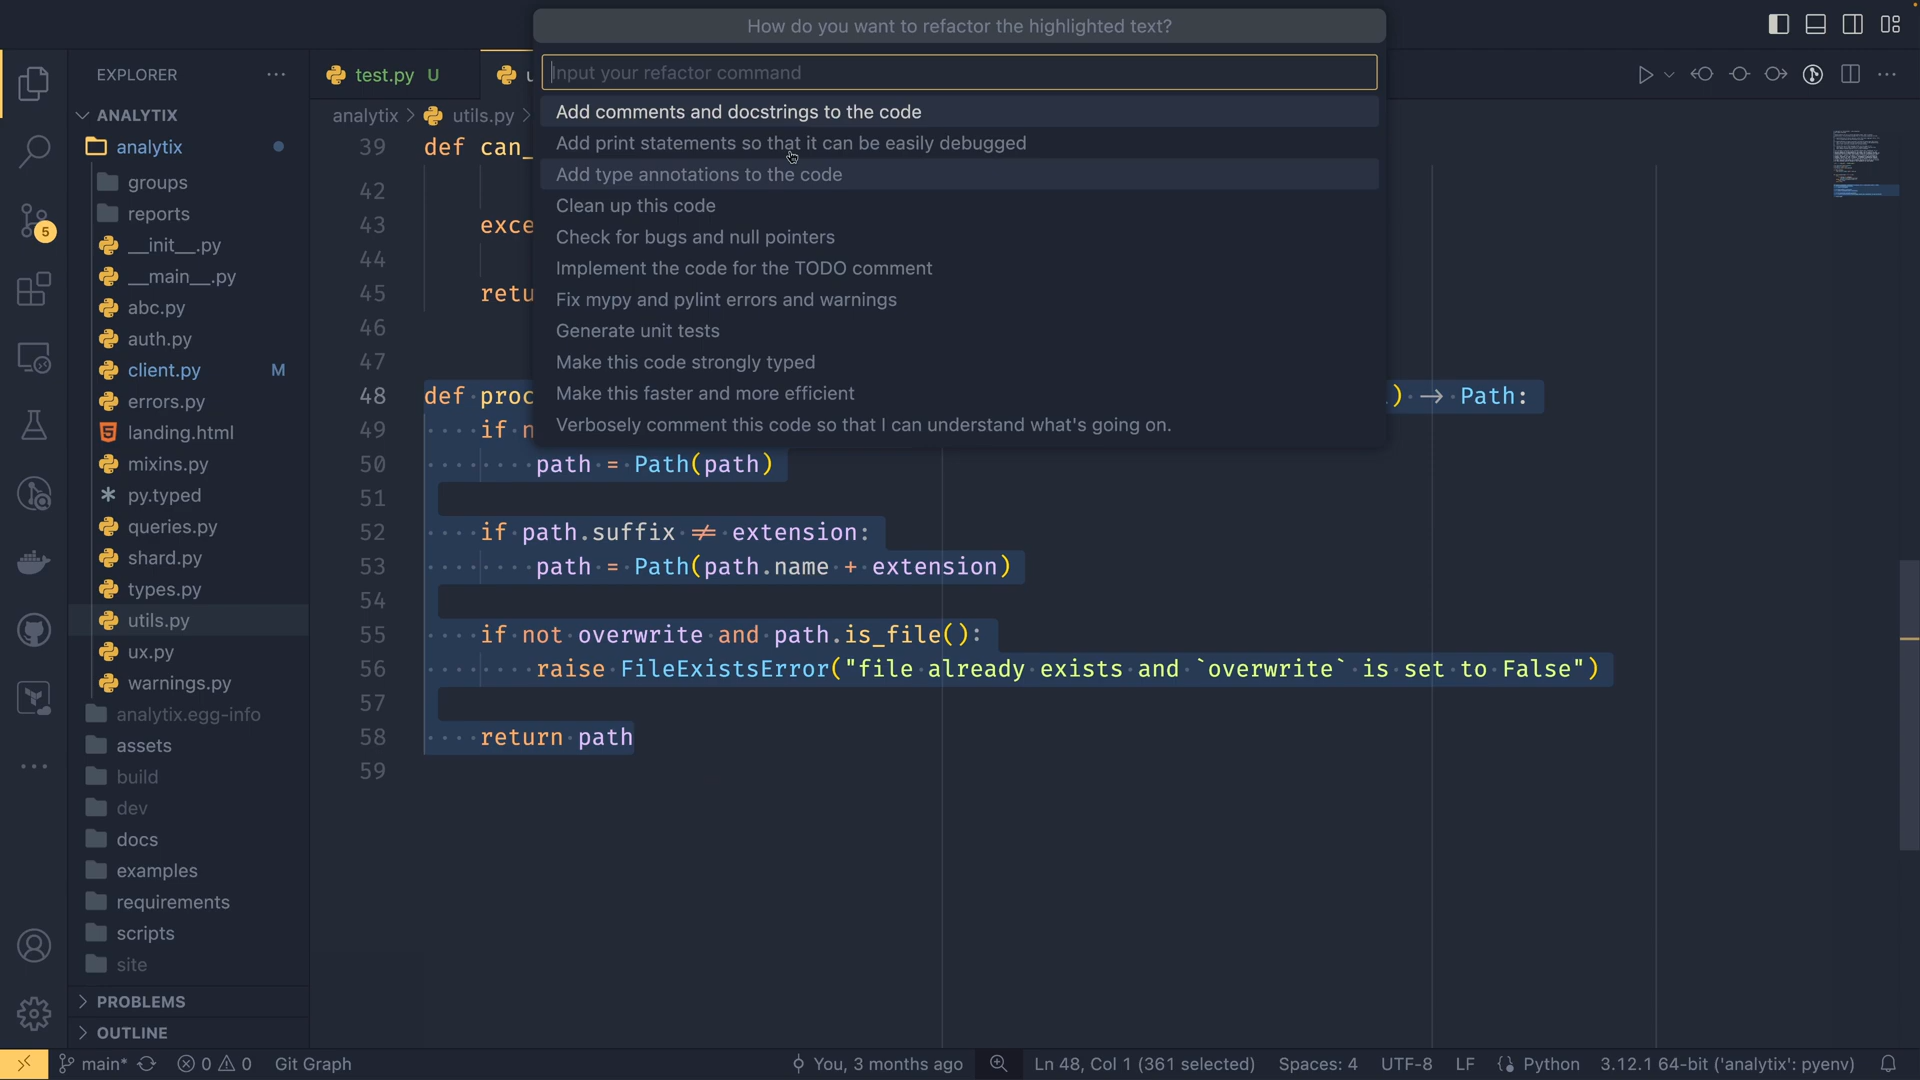 How do you want to refactor the highlighted text?
Input your refactor command
Add comments and docstrings to the code
Add print statements so that it can be easily debugged
Add type annotations to the code
Clean up this code
Check for bugs and null pointers
Implement the code for the TODO comment
Fix mypy and pylint errors and warnings
Generate unit tests
Make this code strongly typed
Make this faster and more efficient
Verbosely comment this code so that I can understand what's going on.
5
EXPLORER
ANALYTIX
analytix
groups
reports
__init__.py
__main__.py
abc.py
auth.py
client.py M
errors.py
landing.html
mixins.py
py.typed
queries.py
shard.py
types.py
utils.py
ux.py
warnings.py
analytix.egg-info
assets
build
dev
docs
examples
requirements
scripts
site
PROBLEMS
OUTLINE
test.py U
u
analytix > utils.py >
39 def can_
42
43 exce
44
45 retu
46
47
48 def proc ) → Path:
49 if n
50 path = Path(path)
51
52 if path.suffix ≠ extension:
53 path = Path(path.name + extension)
54
55 if not overwrite and path.is_file():
56 raise FileExistsError("file already exists and `overwrite` is set to False")
57
58 return path
59
main* 0 0 Git Graph You, 3 months ago Ln 48, Col 1 (361 selected) Spaces: 4 UTF-8 LF Python 3.12.1 64-bit ('analytix': pyenv)